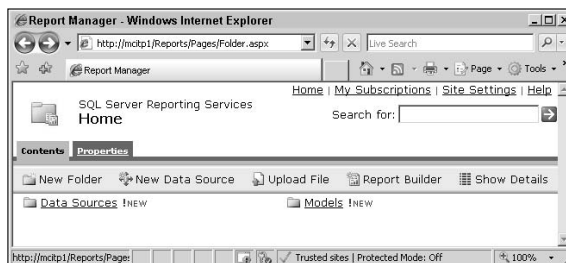 Report Manager - Windows Internet Explorer
http://mcitp1/Reports/Pages/Folder.aspx
Live Search
Report Manager
Page
Tools
Home | My Subscriptions | Site Settings | Help
SQL Server Reporting Services
Home
Search for:
Contents Properties
New Folder New Data Source Upload File Report Builder Show Details
Data Sources !NEW Models !NEW
http://mcitp1/Reports/Page: Trusted sites | Protected Mode: Off 100%